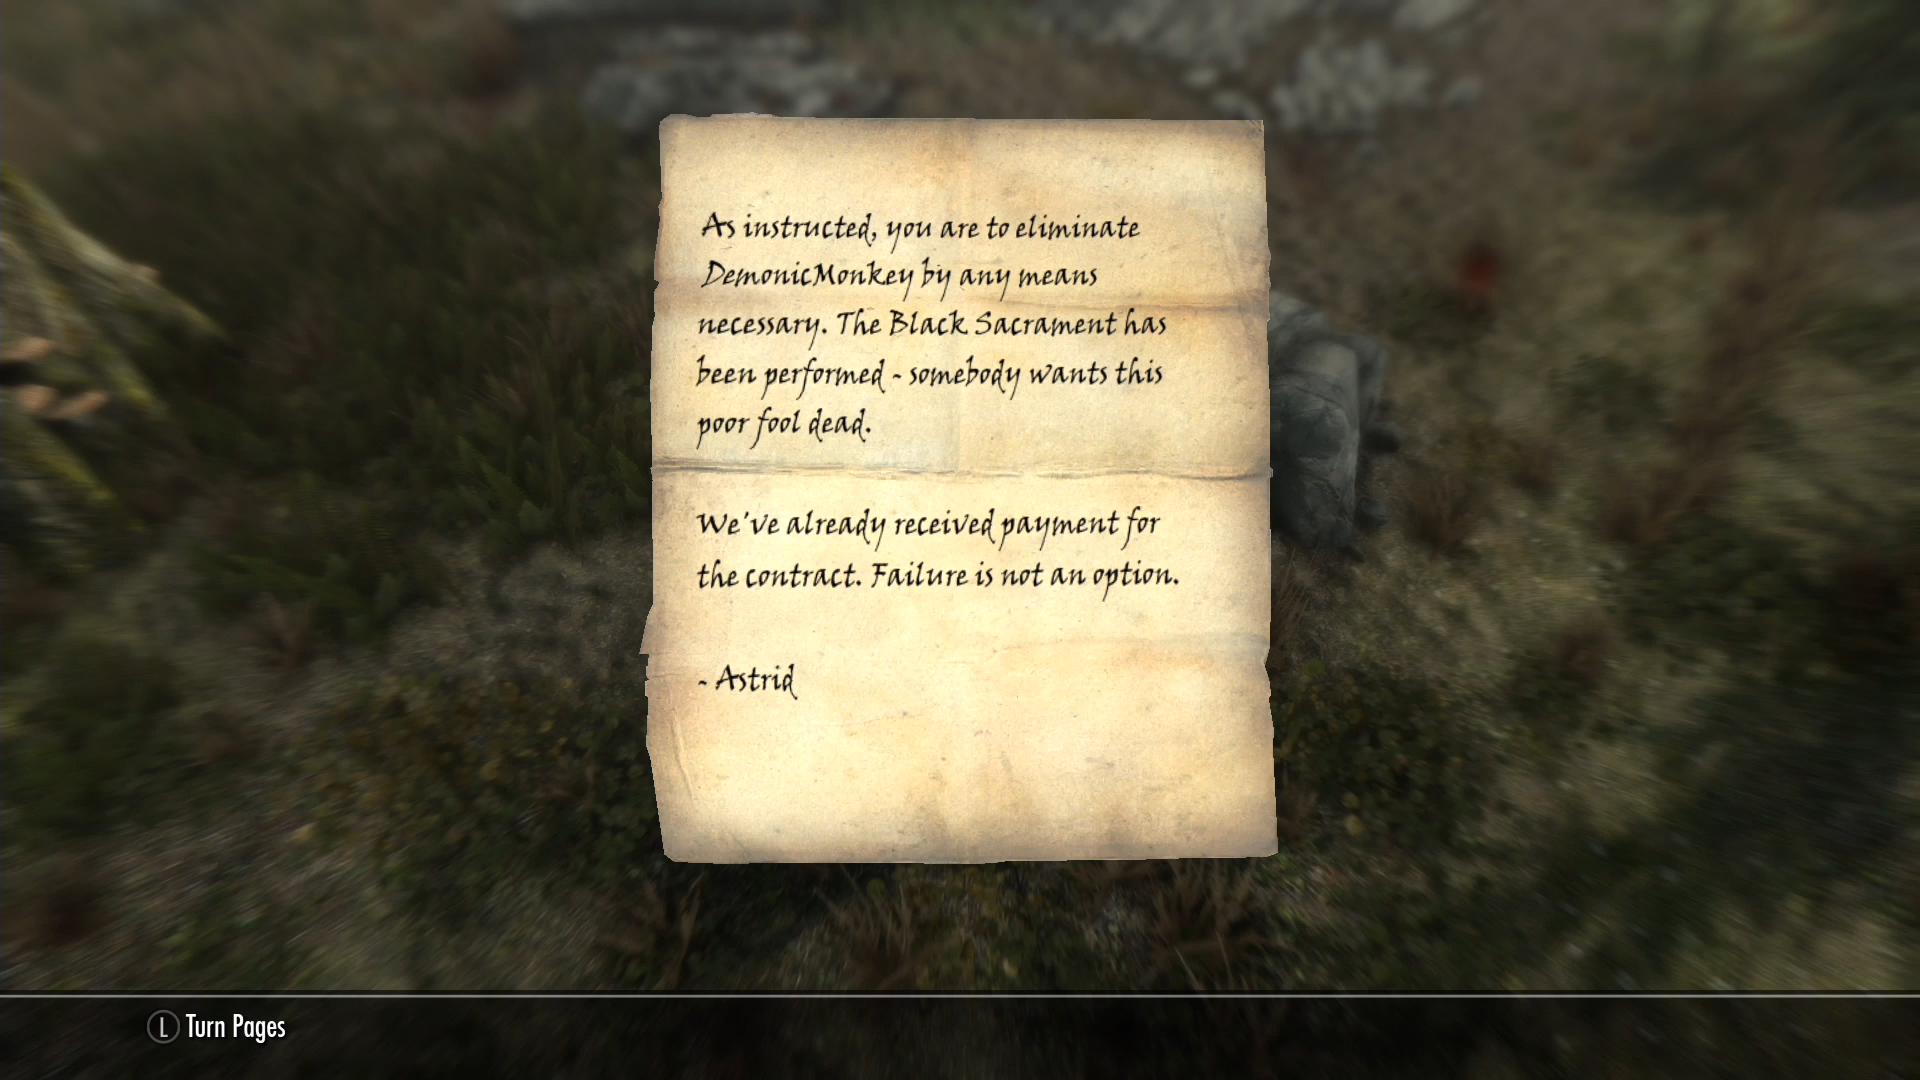 As instructed, you are to eliminate
DemonicMonkey by any means
necessary. The Black Sacrament has
been performed - somebody wants this
poor fool dead.
We've already received payment for
the contract. Failure is not an option.
- Astrid
L Turn Pages